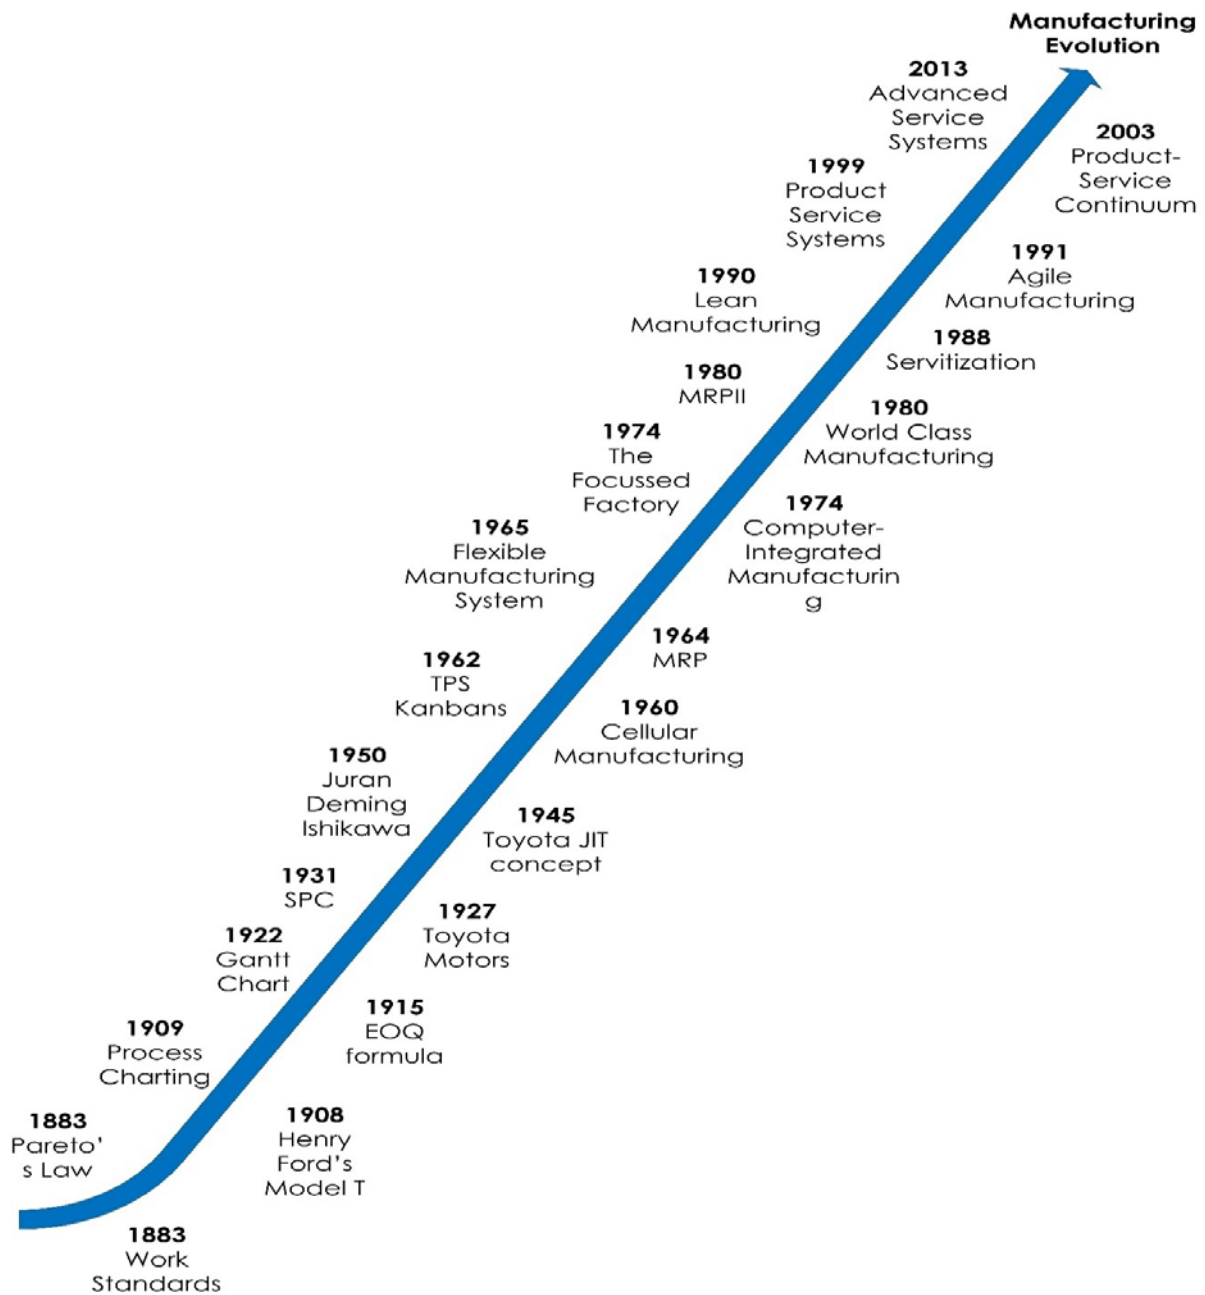 Manufacturing
Evolution
2013
Advanced
Service
Systems
2003
Product-
Service
Continuum
1999
Product
Service
Systems
1991
Agile
Manufacturing
1990
Lean
Manufacturing
1988
Servitization
1980
MRPII
1980
World Class
Manufacturing
1974
The
Focussed
Factory
1974
Computer-
Integrated
Manufacturin
g
1965
Flexible
Manufacturing
System
1964
MRP
1962
TPS
Kanbans
1960
Cellular
Manufacturing
1950
Juran
Deming
Ishikawa
1945
Toyota JIT
concept
1931
SPC
1927
Toyota
Motors
1922
Gantt
Chart
1915
EOQ
formula
1909
Process
Charting
1908
Henry
Ford's
Model T
1883
Pareto'
s Law
1883
Work
Standards